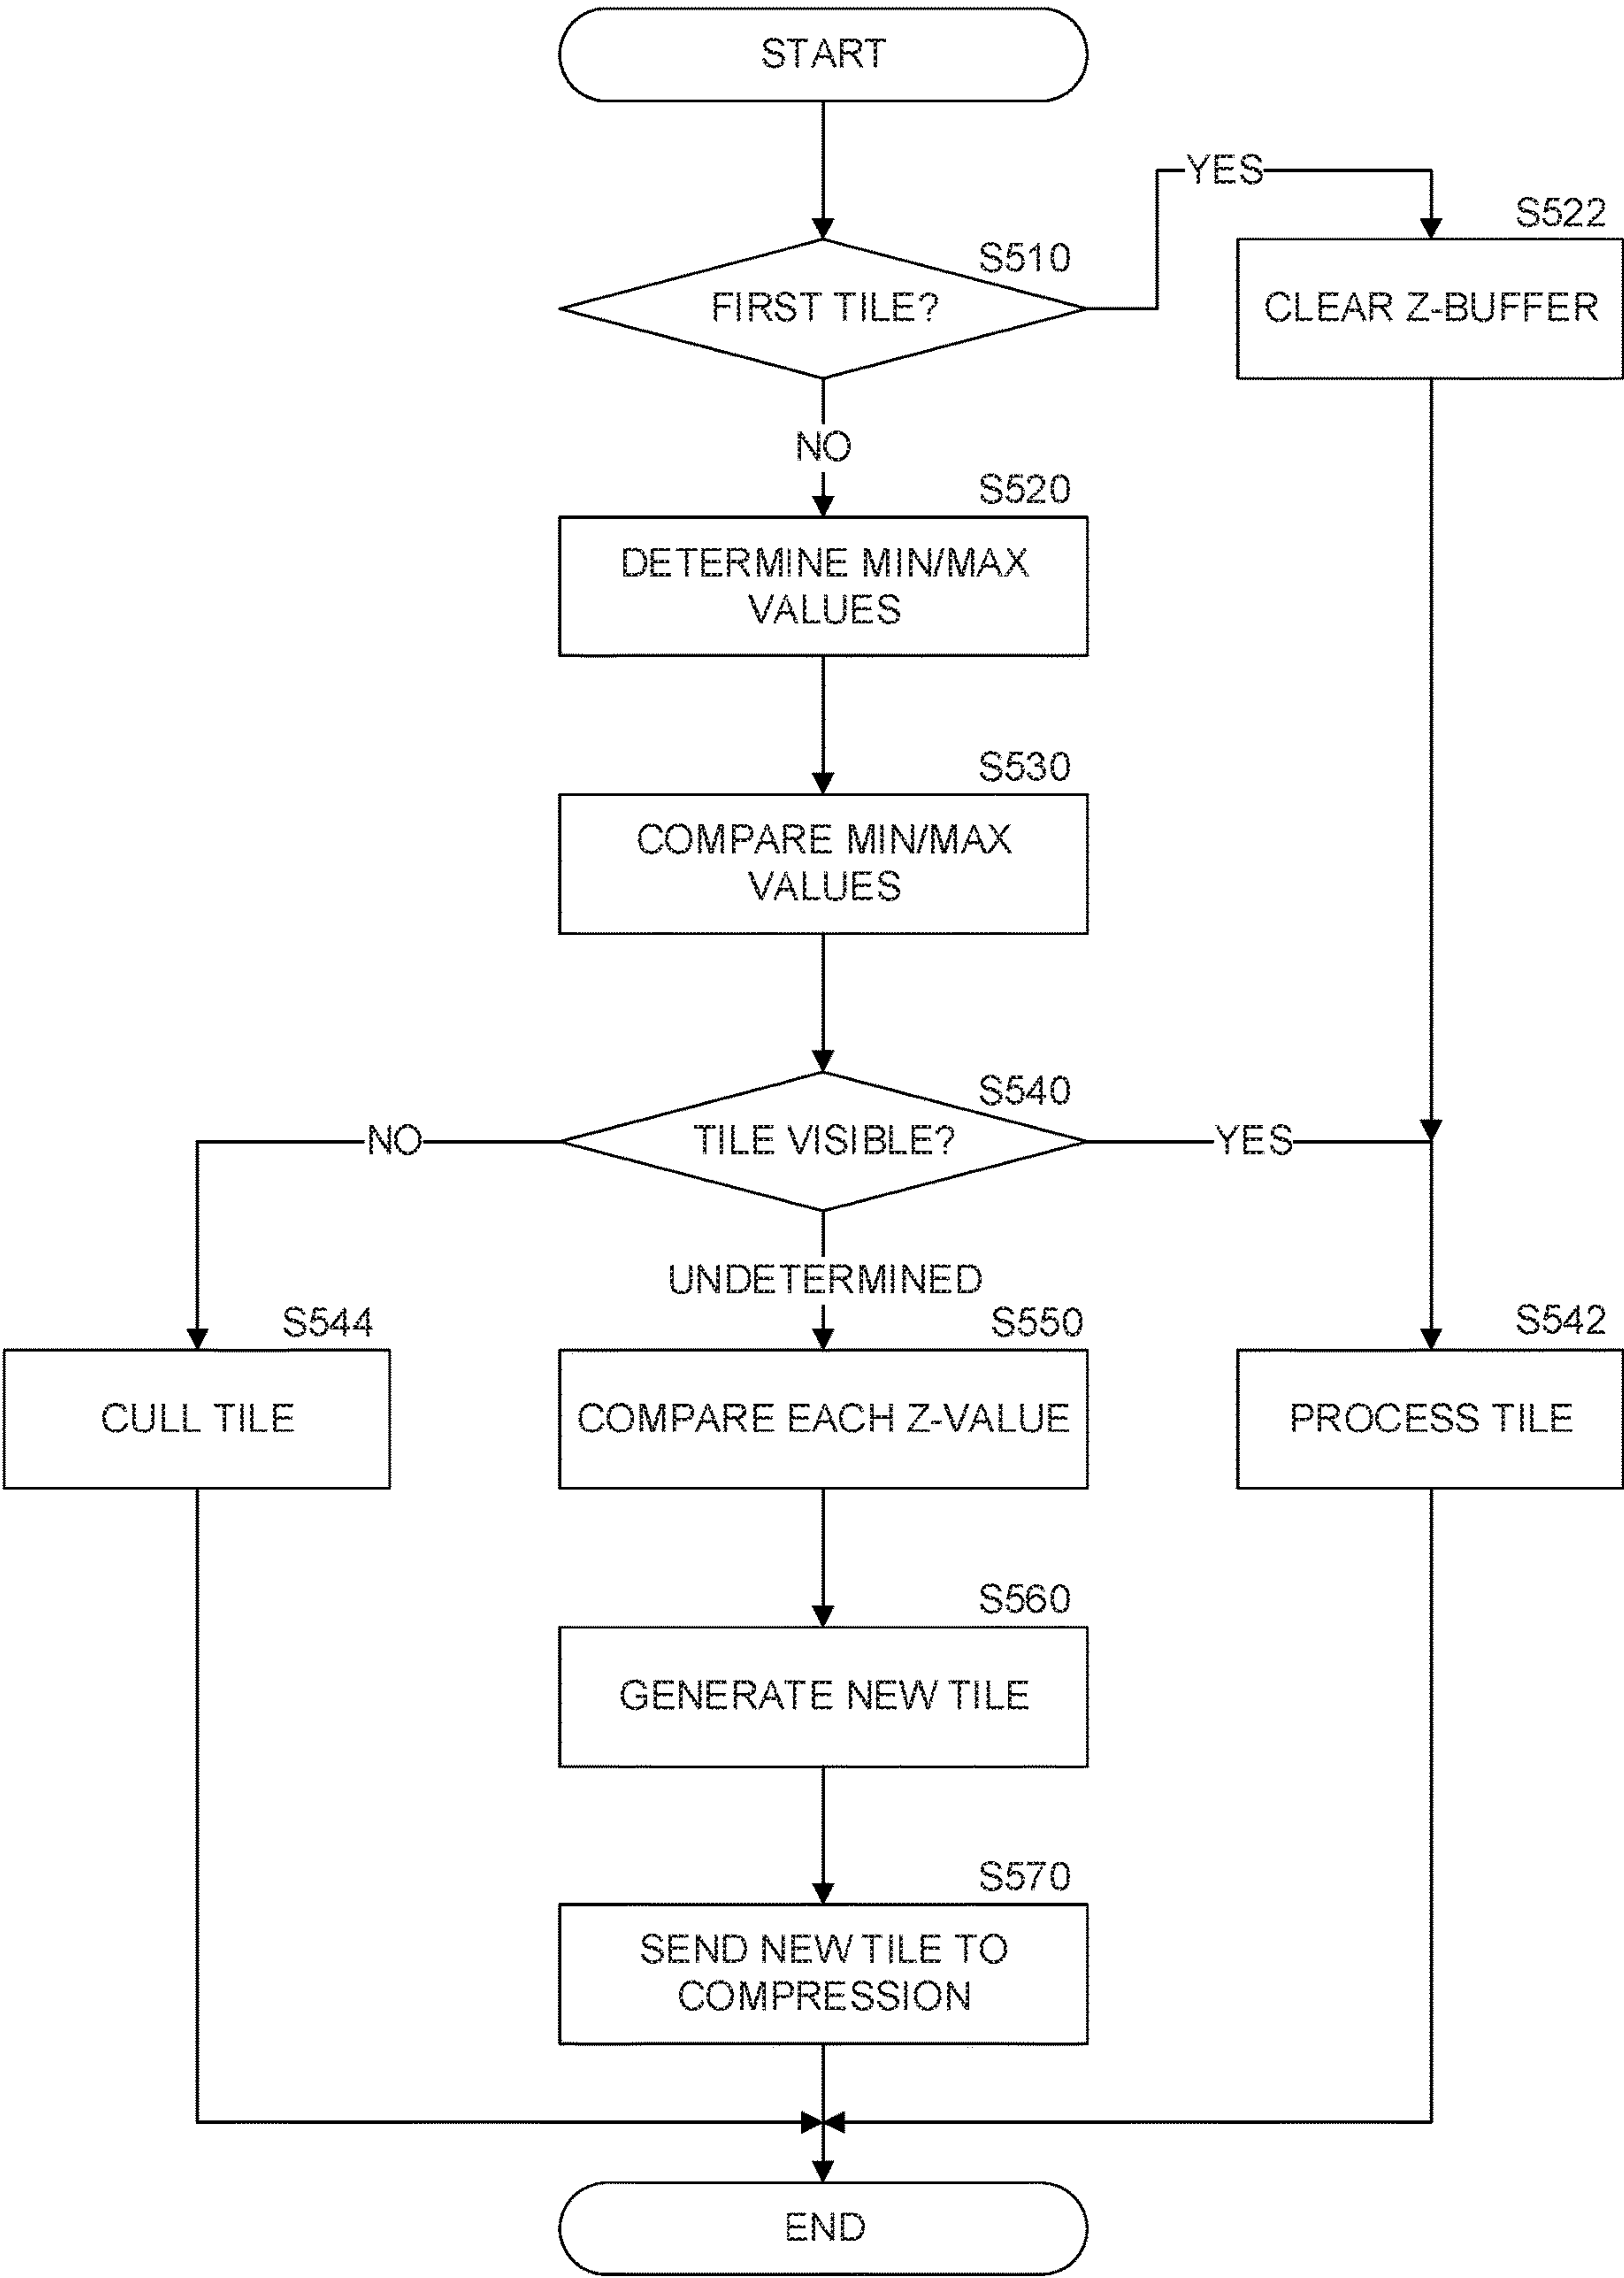 START
YES
S522
S510
FIRST TILE?
CLEAR Z-BUFFER
NO
S520
DETERMINE MIN/MAX
VALUES
S530
COMPARE MIN/MAX
VALUES
S540
NO
TILE VISIBLE?
YES
UNDETERMINED
S544
S550
S542
CULL TILE
COMPARE EACH Z-VALUE
PROCESS TILE
S560
GENERATE NEW TILE
S570
SEND NEW TILE TO
COMPRESSION
END